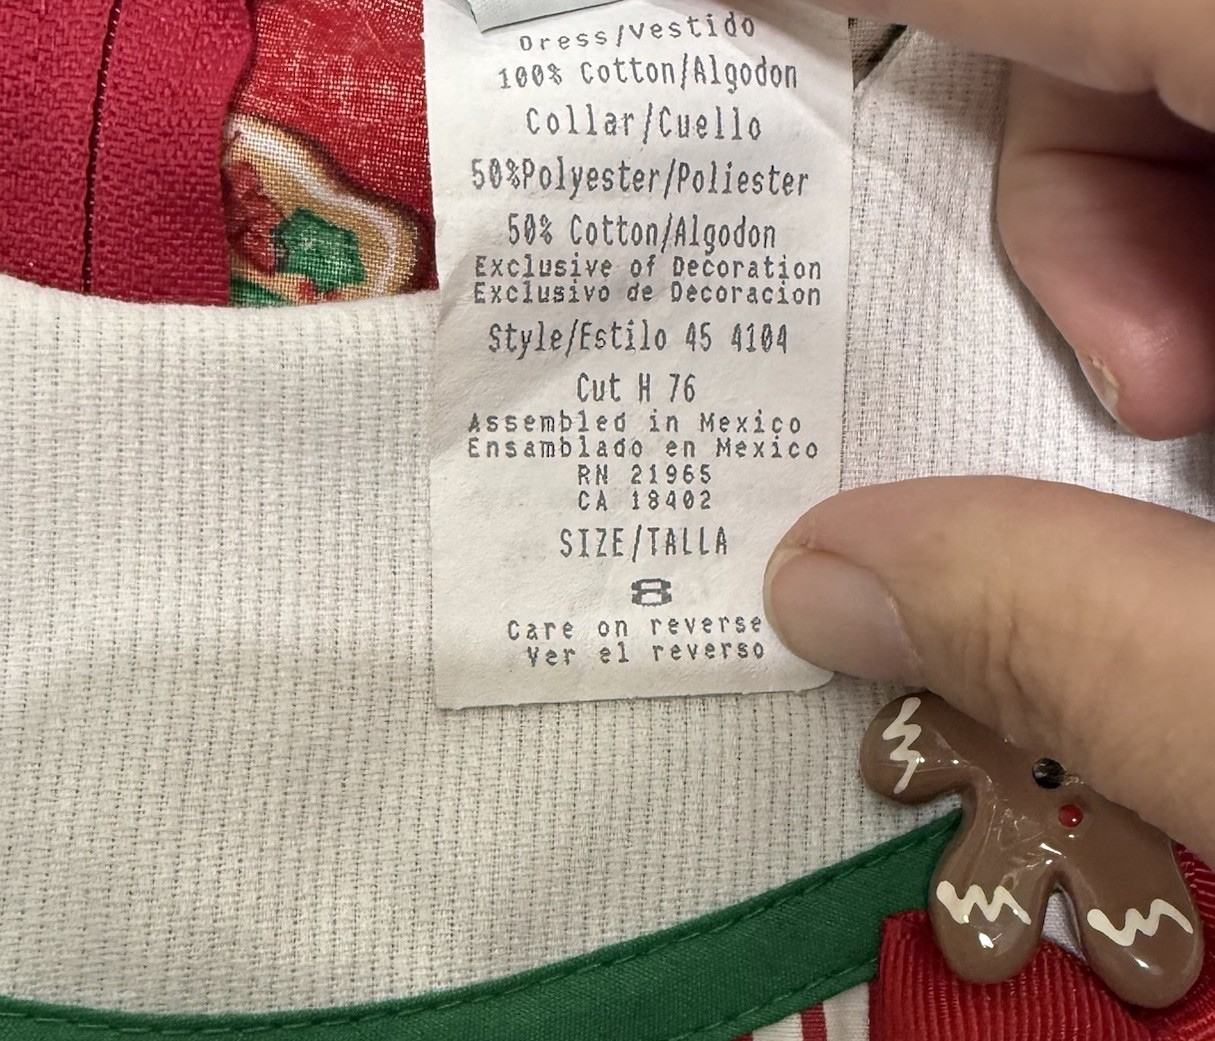 Dress/Vestido
100% Cotton/Algodon
Collar/Cuello
50%Polyester/Poliester
50% Cotton/Algodon
Exclusive of Decoration
Exclusivo de Decoracion
Style/Estilo 45 4104
Cut H 76
Assembled in Mexico
Ensamblado en Mexico
RN 21965
CA 18402
SIZE/TALLA
8
Care on reverse
Ver el reverso